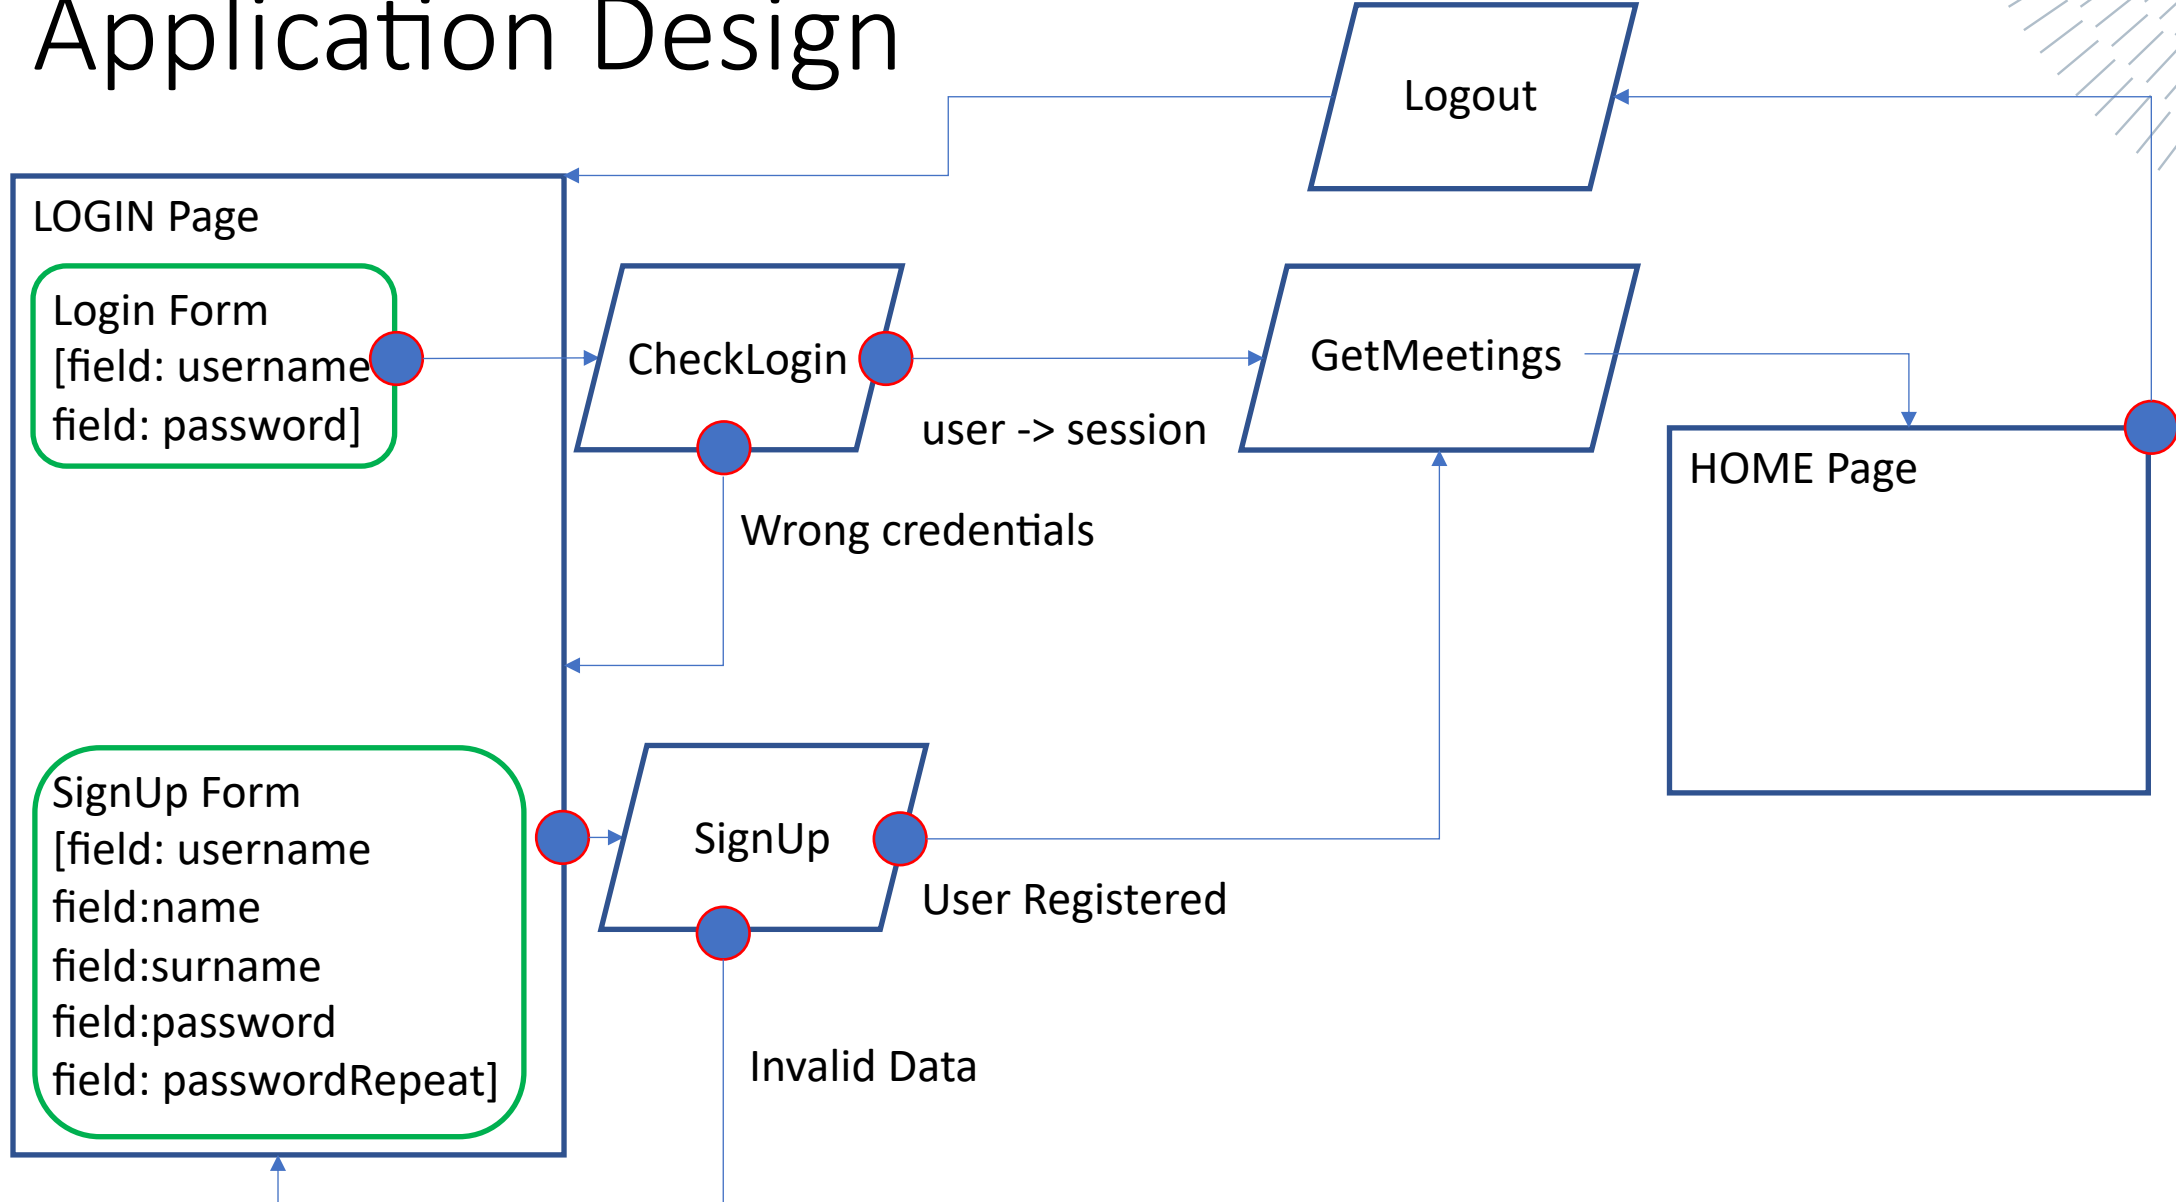 Application Design
Logout
LOGIN Page
Login Form
[field: username
field: password]
CheckLogin
GetMeetings
user -> session
HOME Page
Wrong credentials
SignUp Form
[field: username
field:name
field:surname
field:password
field: passwordRepeat]
SignUp
User Registered
Invalid Data